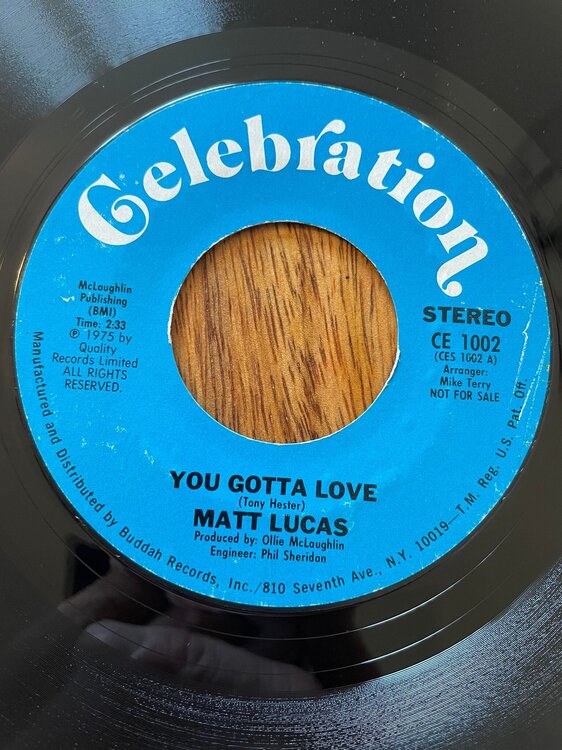 Celebration
McLaughlin
Publishing
(BMI)
Time: 2:33
℗ 1975 by
Quality
Records Limited
ALL RIGHTS
RESERVED.
STEREO
CE 1002
(CES 1002 A)
Arranger:
Mike Terry
NOT FOR SALE
YOU GOTTA LOVE
(Tony Hester)
MATT LUCAS
Produced by: Ollie McLaughlin
Engineer: Phil Sheridan
Manufactured and Distributed by Buddah Records, Inc./810 Seventh Ave., N.Y. 10019—T.M. Reg. U.S. Pat. Off.